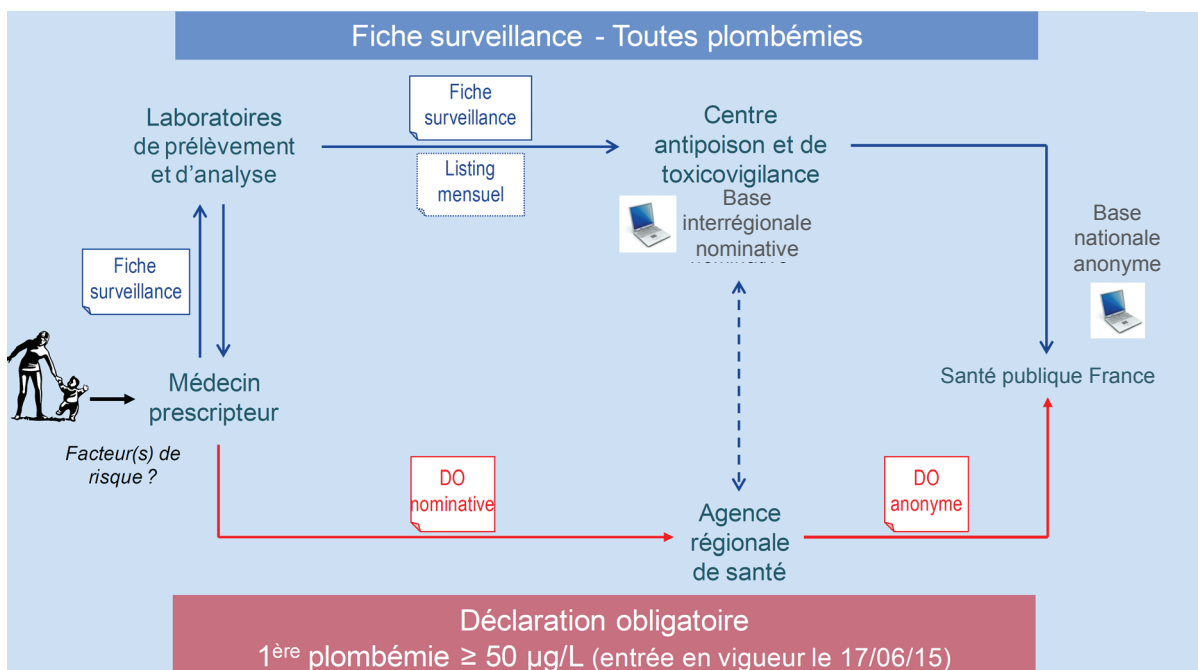 Fiche surveillance - Toutes plombémies
Fiche
surveillance
Listing
mensuel
Laboratoires
de prélèvement
et d'analyse
Centre
antipoison et de
toxicovigilance
Base
interrégionale
nominative
Base
nationale
anonyme
Fiche
surveillance
Médecin
prescripteur
Facteur(s) de
risque ?
Santé publique France
DO
nominative
DO
anonyme
Agence
régionale
de santé
Déclaration obligatoire
1ère plombémie ≥ 50 µg/L (entrée en vigueur le 17/06/15)